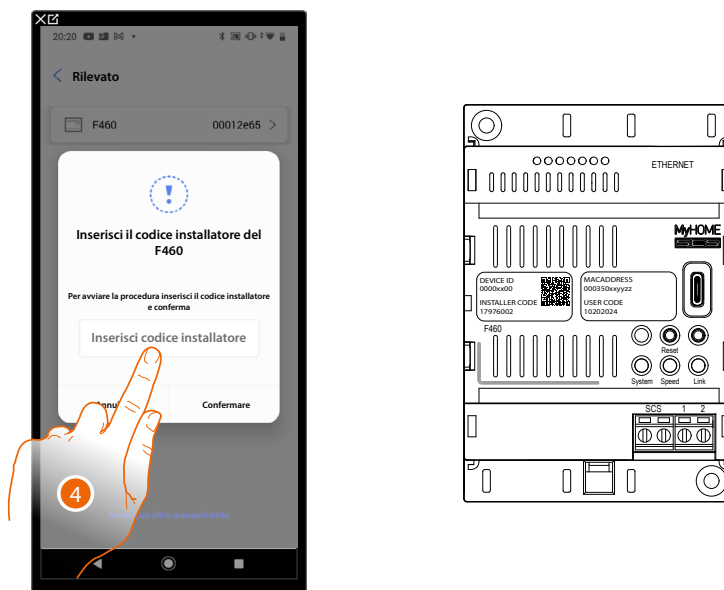 20:20
Rilevato
F460 00012e65
Inserisci il codice installatore del
F460
Per avviare la procedura inserisci il codice installatore
e conferma
Inserisci codice installatore
Confermare
4
ETHERNET
MyHOME
SCS
DEVICE ID
0000xx00
INSTALLER CODE
17976002
MACADDRESS
000350xxyyzz
USER CODE
10202024
F460
Reset
System Speed Link
SCS 1 2